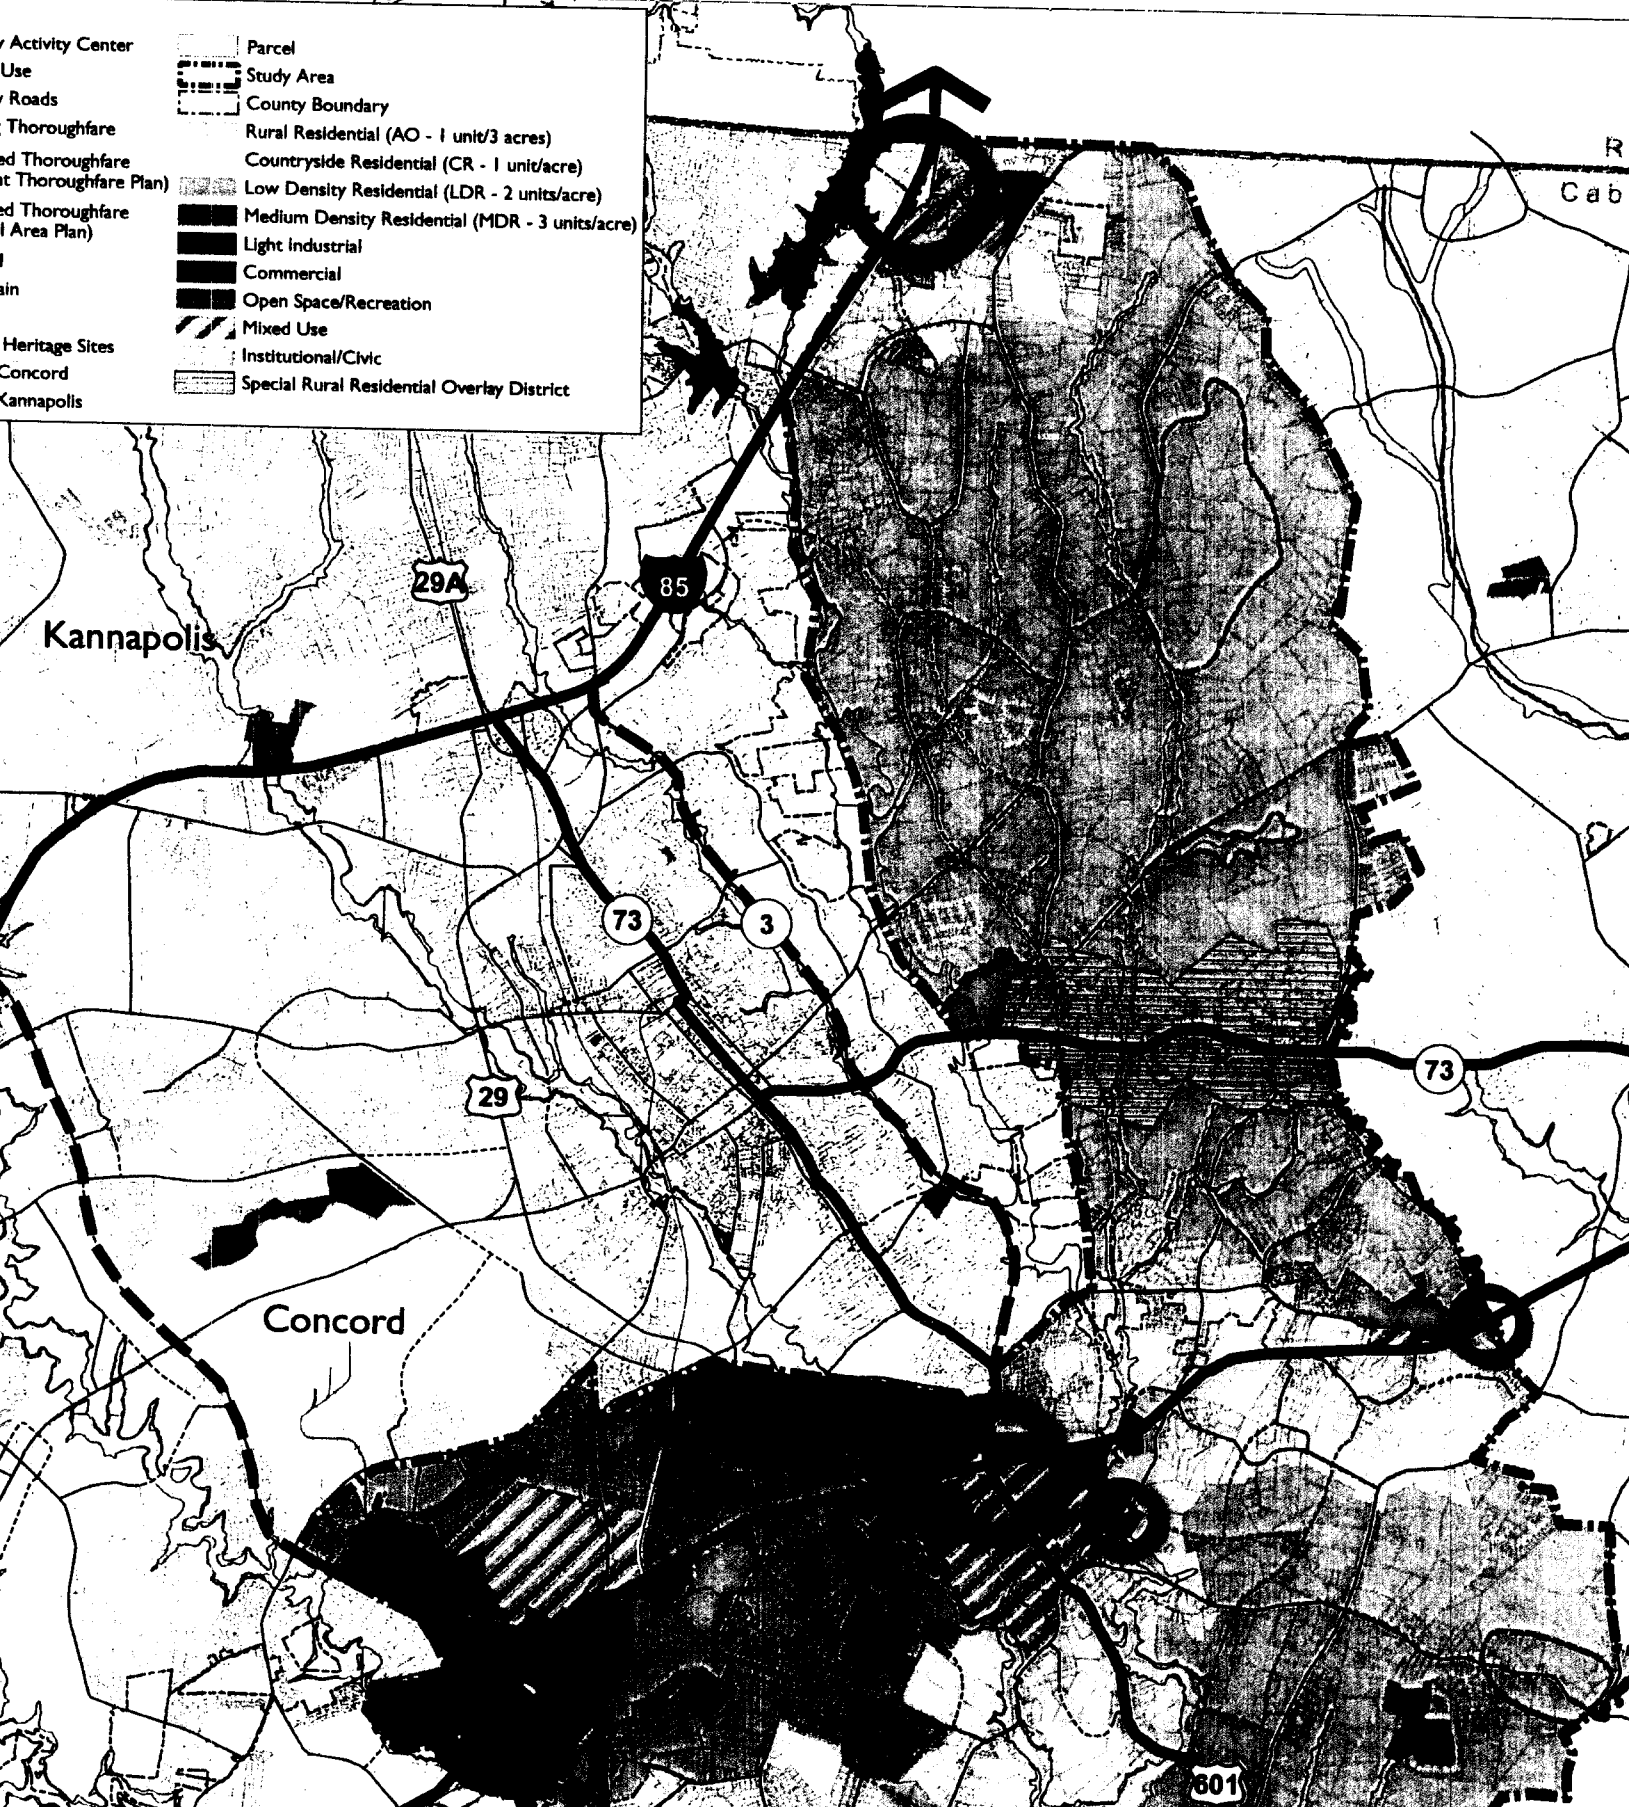 y Activity Center
Use
y Roads
Thoroughfare
ed Thoroughfare
nt Thoroughfare Plan)
ed Thoroughfare
l Area Plan)
ain
Heritage Sites
Concord
Kannapolis
Parcel
Study Area
County Boundary
Rural Residential (AO - 1 unit/3 acres)
Countryside Residential (CR - 1 unit/acre)
Low Density Residential (LDR - 2 units/acre)
Medium Density Residential (MDR - 3 units/acre)
Light Industrial
Commercial
Open Space/Recreation
Mixed Use
Institutional/Civic
Special Rural Residential Overlay District
R
Cab
29A
85
Kannapolis
73
3
29
73
Concord
601